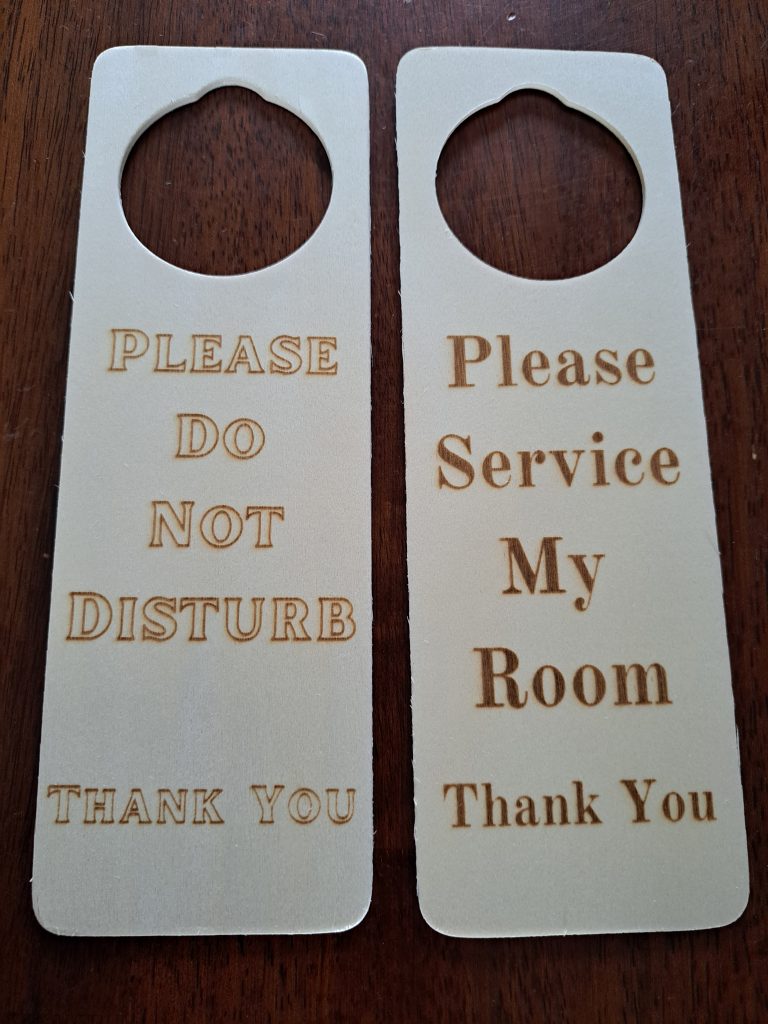 Please
Do
Not
Disturb
Thank You
Please
Service
My
Room
Thank You